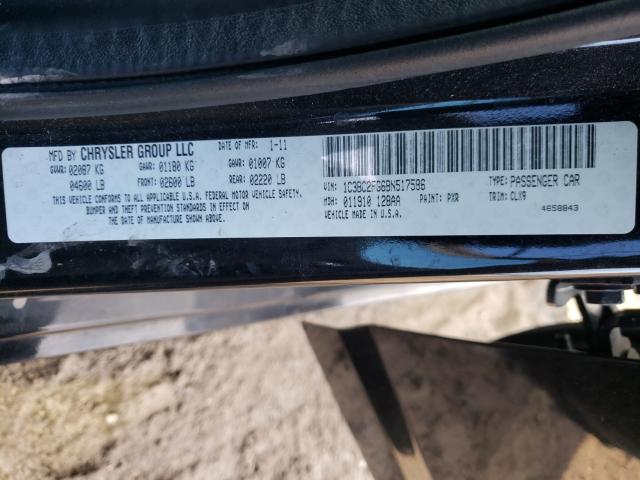 MFD BY CHRYSLER GROUP LLC DATE OF MFR: 1-11
GVWR: 02087 KG GAWR: 01180 KG GAWR: 01007 KG
04600 LB FRONT: 02600 LB REAR: 02220 LB
THIS VEHICLE CONFORMS TO ALL APPLICABLE U.S.A. FEDERAL MOTOR VEHICLE SAFETY,
BUMPER AND THEFT PREVENTION STANDARDS IN EFFECT ON
THE DATE OF MANUFACTURE SHOWN ABOVE.
VIN: 1C3BC2FG6BN517586 TYPE: PASSENGER CAR
MDH: 011910 128AA PAINT: PXR TRIM: CLX9
MADE IN U.S.A. 4658843